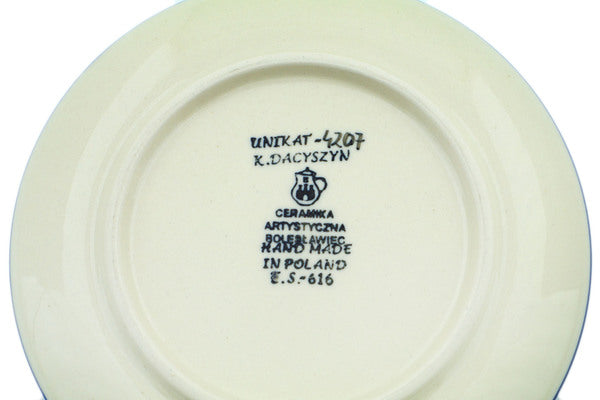 UNIKAT-4207
K.DACYSZYN
CERAMIKA
ARTYSTYCZNA
BOLESŁAWIEC
HAND MADE
IN POLAND
E.S.-616